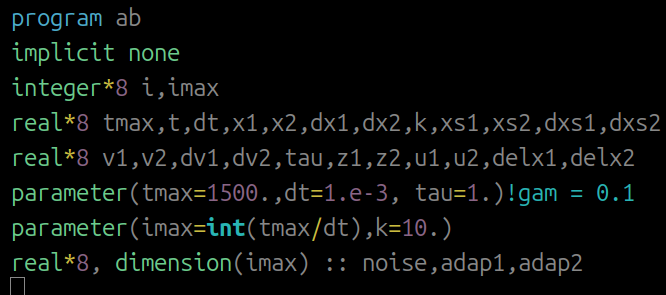 program ab
implicit none
integer*8 i,imax
real*8 tmax,t,dt,x1,x2,dx1,dx2,k,xs1,xs2,dxs1,dxs2
real*8 v1,v2,dv1,dv2,tau,z1,z2,u1,u2,delx1,delx2
parameter(tmax=1500.,dt=1.e-3, tau=1.)!gam = 0.1
parameter(imax=int(tmax/dt),k=10.)
real*8, dimension(imax) :: noise,adap1,adap2